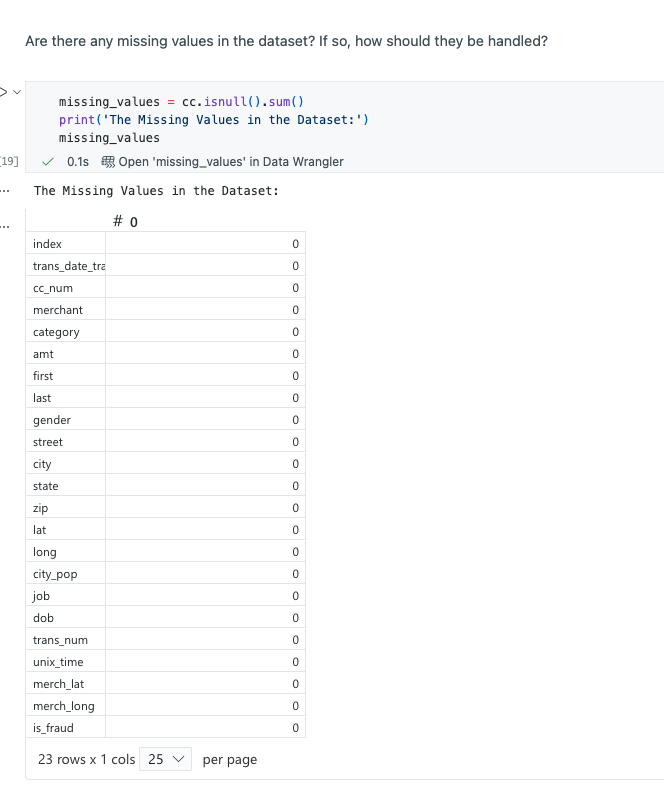 Are there any missing values in the dataset? If so, how should they be handled?
missing_values = cc.isnull().sum()
print('The Missing Values in the Dataset:')
missing_values
[19] 0.1s Open 'missing_values' in Data Wrangler
... The Missing Values in the Dataset:
... # 0
index 0
trans_date_tra 0
cc_num 0
merchant 0
category 0
amt 0
first 0
last 0
gender 0
street 0
city 0
state 0
zip 0
lat 0
long 0
city_pop 0
job 0
dob 0
trans_num 0
unix_time 0
merch_lat 0
merch_long 0
is_fraud 0
23 rows x 1 cols 25 per page